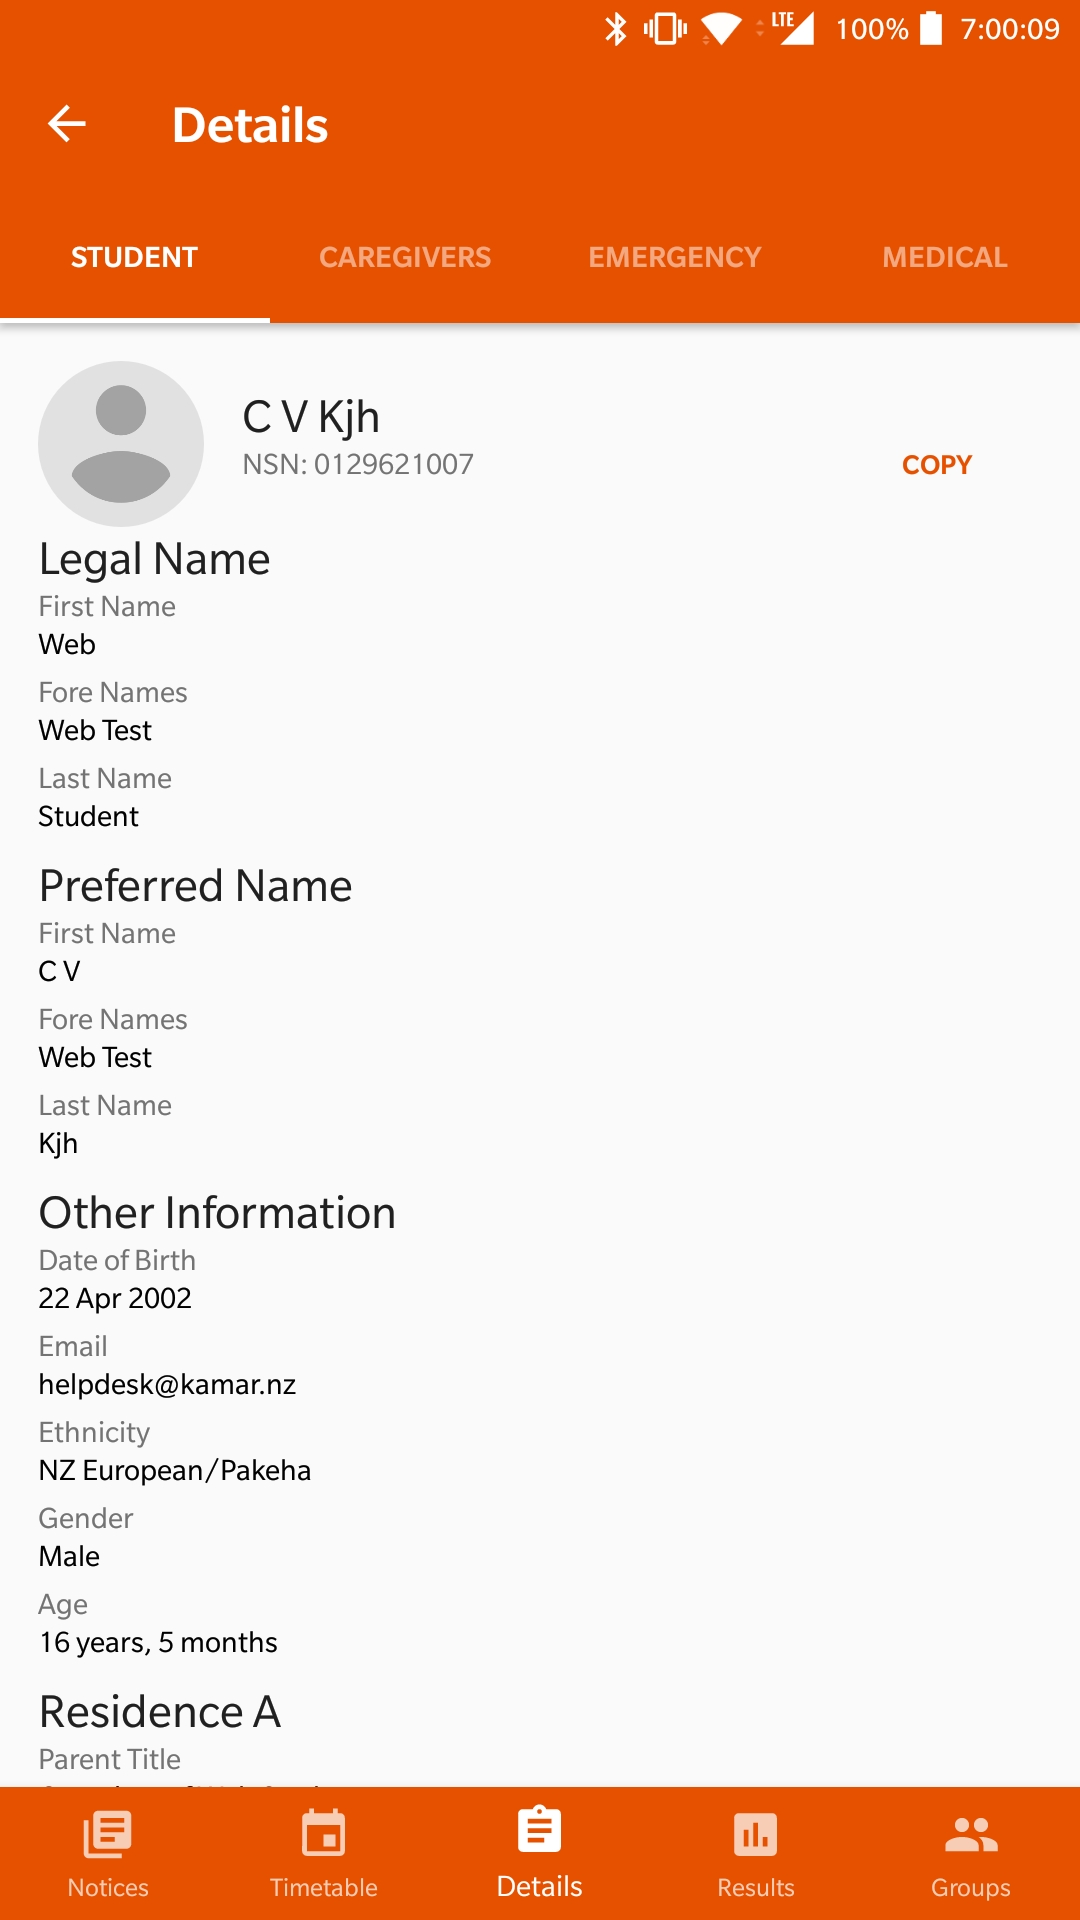 LTE 100% 7:00:09
Details
STUDENT CAREGIVERS EMERGENCY MEDICAL
C V Kjh
NSN: 0129621007 COPY
Legal Name
First Name
Web
Fore Names
Web Test
Last Name
Student
Preferred Name
First Name
C V
Fore Names
Web Test
Last Name
Kjh
Other Information
Date of Birth
22 Apr 2002
Email
helpdesk@kamar.nz
Ethnicity
NZ European/Pakeha
Gender
Male
Age
16 years, 5 months
Residence A
Parent Title
Notices Timetable Details Results Groups